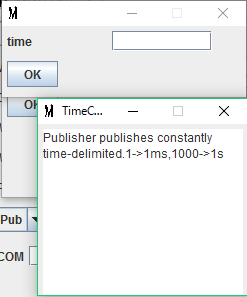 time
OK
OK
TimeC...
Publisher publishes constantly
time-delimited.1->1ms,1000->1s
Pub
COM